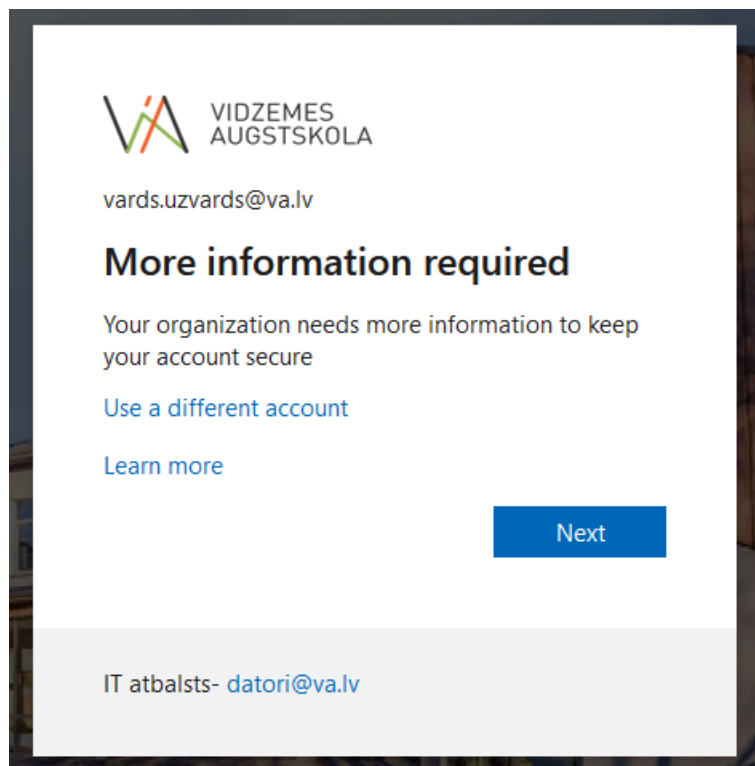 VIA VIDZEMES
AUGSTSKOLA
vards.uzvards@va.lv
More information required
Your organization needs more information to keep
your account secure
Use a different account
Learn more
Next
IT atbalsts- datori@va.lv